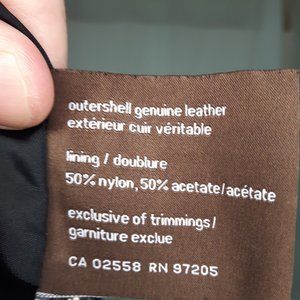 outershell genuine leather
extérieur cuir véritable
lining / doublure
50% nylon, 50% acetate/acétate
exclusive of trimmings/
garniture exclue
CA 02558 RN 97205